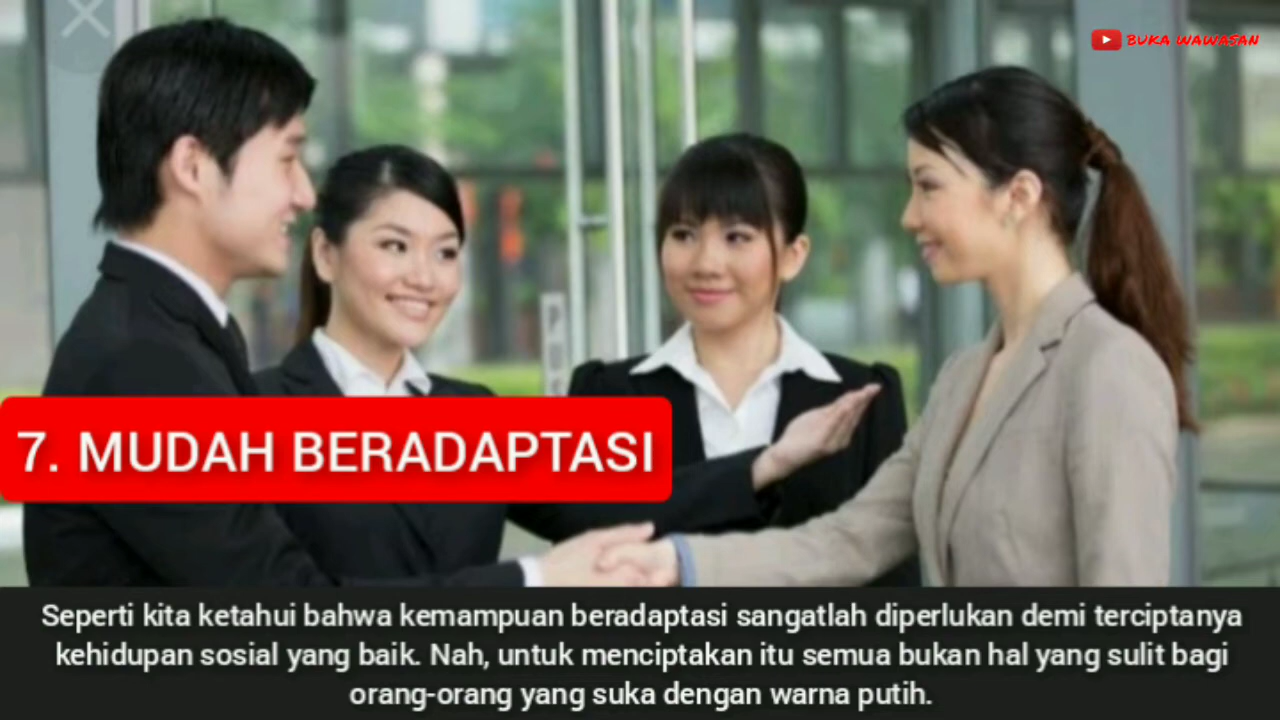 BUKA WAWASAN
7. MUDAH BERADAPTASI
Seperti kita ketahui bahwa kemampuan beradaptasi sangatlah diperlukan demi terciptanya
kehidupan sosial yang baik. Nah, untuk menciptakan itu semua bukan hal yang sulit bagi
orang-orang yang suka dengan warna putih.